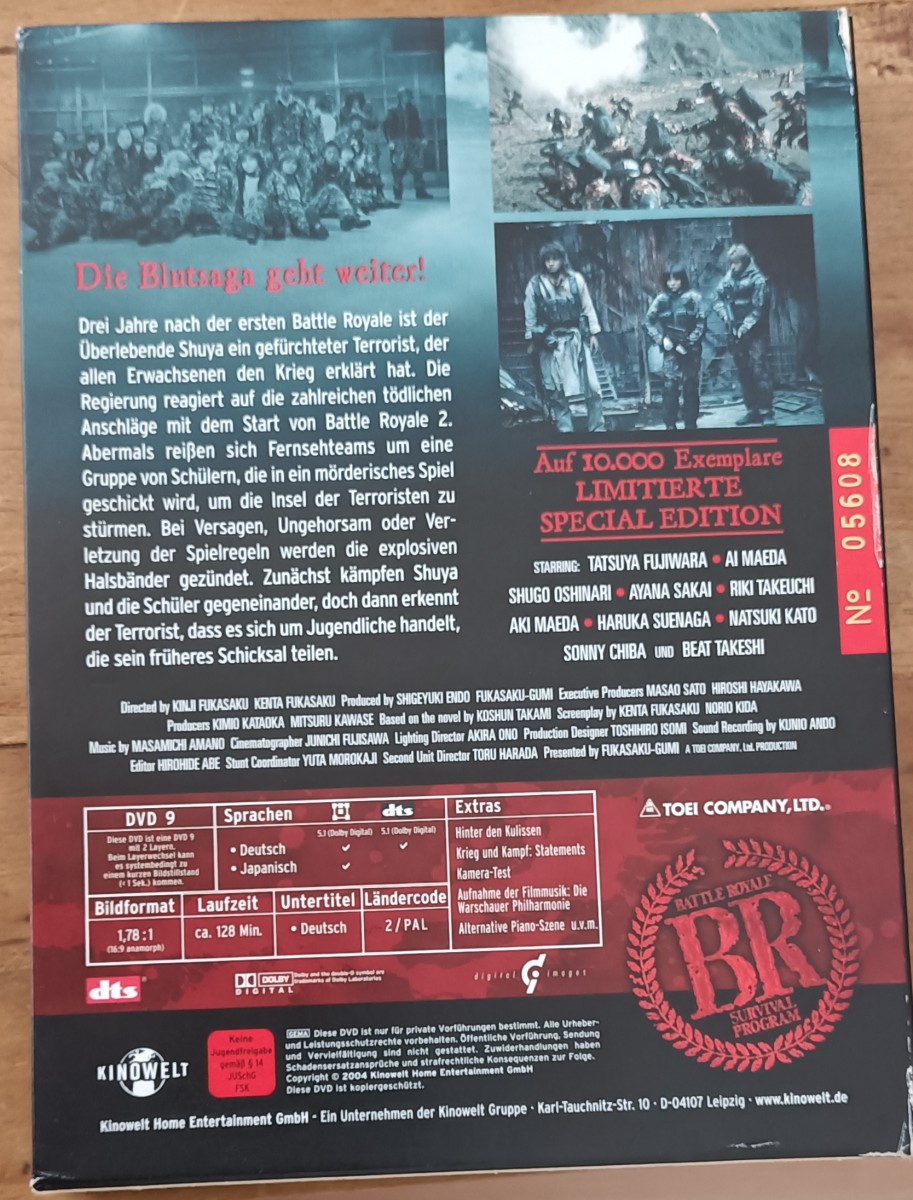 Die Blutsaga geht weiter!
Drei Jahre nach der ersten Battle Royale ist der
Überlebende Shuya ein gefürchteter Terrorist, der
allen Erwachsenen den Krieg erklärt hat. Die
Regierung reagiert auf die zahlreichen tödlichen
Anschläge mit dem Start von Battle Royale 2.
Abermals reißen sich Fernsehteams um eine
Gruppe von Schülern, die in ein mörderisches Spiel
geschickt wird, um die Insel der Terroristen zu
stürmen. Bei Versagen, Ungehorsam oder Ver-
letzung der Spielregeln werden die explosiven
Halsbänder gezündet. Zunächst kämpfen Shuya
und die Schüler gegeneinander, doch dann erkennt
der Terrorist, dass es sich um Jugendliche handelt,
die sein früheres Schicksal teilen.
Auf 10.000 Exemplare
LIMITIERTE
SPECIAL EDITION
Nº 05608
STARRING: TATSUYA FUJIWARA • AI MAEDA
SHUGO OSHINARI • AYANA SAKAI • RIKI TAKEUCHI
AKI MAEDA • HARUKA SUENAGA • NATSUKI KATO
SONNY CHIBA UND BEAT TAKESHI
Directed by KINJI FUKASAKU KENTA FUKASAKU Produced by SHIGEYUKI ENDO FUKASAKU-GUMI Executive Producers MASAO SATO HIROSHI HAYAKAWA
Producers KIMIO KATAOKA MITSURU KAWASE Based on the novel by KOSHUN TAKAMI Screenplay by KENTA FUKASAKU NORIO KIDA
Music by MASAMICHI AMANO Cinematographer JUNICHI FUJISAWA Lighting Director AKIRA ONO Production Designer TOSHIHIRO ISOMI Sound Recording by KUNIO ANDO
Editor HIROHIDE ABE Stunt Coordinator YUTA MOROKAJI Second Unit Director TORU HARADA Presented by FUKASAKU-GUMI A TOEI COMPANY, Ltd. PRODUCTION
DVD 9
Diese DVD ist eine DVD 9
mit 2 Layern.
Beim Layerwechsel kann
es systembedingt zu
einem kurzen Bildstillstand
(< 1 Sek.) kommen.
Sprachen
dts
5.1 (Dolby Digital) 5.1 (Dolby Digital)
• Deutsch
• Japanisch
Extras
Hinter den Kulissen
Krieg und Kampf: Statements
Kamera-Test
Aufnahme der Filmmusik: Die
Warschauer Philharmonie
Alternative Piano-Szene u.v.m.
Bildformat
1,78:1
(16:9 anamorph)
Laufzeit
ca. 128 Min.
Untertitel
• Deutsch
Ländercode
2/PAL
TOEI COMPANY, LTD.®
BATTLE ROYALE
BR
SURVIVAL
PROGRAM
dts
DOLBY
DIGITAL
Dolby and the double-D symbol are
trademarks of Dolby Laboratories
digital images
KINOWELT
Keine
Jugendfreigabe
gemäß § 14
JUSchG
FSK
GEMA Diese DVD ist nur für private Vorführungen bestimmt. Alle Urheber-
und Leistungsschutzrechte vorbehalten. Öffentliche Vorführung, Sendung
und Vervielfältigung sind nicht gestattet. Zuwiderhandlungen haben
Schadensersatzansprüche und strafrechtliche Konsequenzen zur Folge.
Copyright © 2004 Kinowelt Home Entertainment GmbH
Diese DVD ist kopiergeschützt.
Kinowelt Home Entertainment GmbH - Ein Unternehmen der Kinowelt Gruppe · Karl-Tauchnitz-Str. 10 · D-04107 Leipzig · www.kinowelt.de